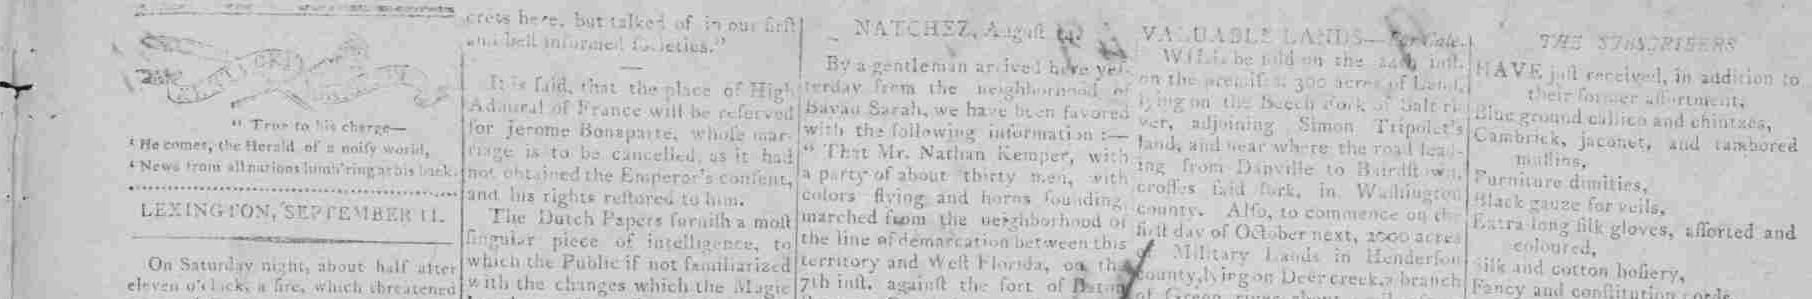 " True to his charge—
" He comes, the Herald of a noiſy world,
" News from all nations lumb'ring at his back.
LEXINGTON, SEPTEMBER 11.
On Saturday night, about half after
eleven o'clock, a fire, which threatened
crets here, but talked of in our firſt
and beſt informed ſocieties."
It is ſaid, that the place of High
Admiral of France will be reſerved
for Jerome Bonaparte, whoſe mar-
riage is to be cancelled, as it had
not obtained the Emperor's conſent,
and his rights reſtored to him.
The Dutch Papers furniſh a moſt
ſingular piece of intelligence, to
which the Public if not familiarized
with the changes which the Magic
NATCHEZ, Auguſt
By a gentleman arrived here yeſ-
terday from the neighborhood of
Bayau Sarah, we have been favored
with the following information :—
" That Mr. Nathan Kemper, with
a party of about thirty men, with
colors flying and horns ſounding,
marched from the neighborhood of
the line of demarcation between this
territory and Weſt Florida, on the
7th inſt. againſt the fort of Baton
VALUABLE LANDS—For Sale.
Will be ſold on the 24th inſt.
on the premiſes, 300 acres of Land,
lying on the Beech fork of Salt ri-
ver, adjoining Simon Tripolet's
land, and near where the road lead-
ing from Danville to Bairdſtown,
croſſes ſaid fork, in Waſhington
county. Alſo, to commence on the
firſt day of October next, 2000 acres
of Military Lands in Henderſon
county, lying on Deer creek, a branch
of Green river, about
THE SUBSCRIBERS
HAVE juſt received, in addition to
their former aſſortment,
Blue ground callico and chintzes,
Cambrick, jaconet, and tambored
muſlins,
Furniture dimities,
Black gauze for veils,
Extra long ſilk gloves, aſſorted and
coloured,
Silk and cotton hoſiery,
Fancy and conſtitution cords